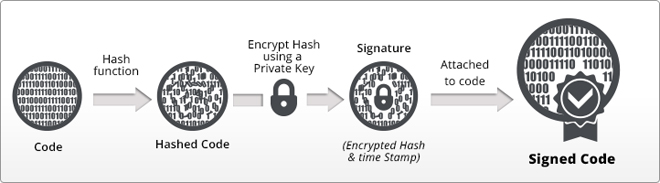 Hash
function
Code
Hashed Code
Encrypt Hash
using a
Private Key
Signature
(Encrypted Hash
& time Stamp)
Attached
to code
Signed Code